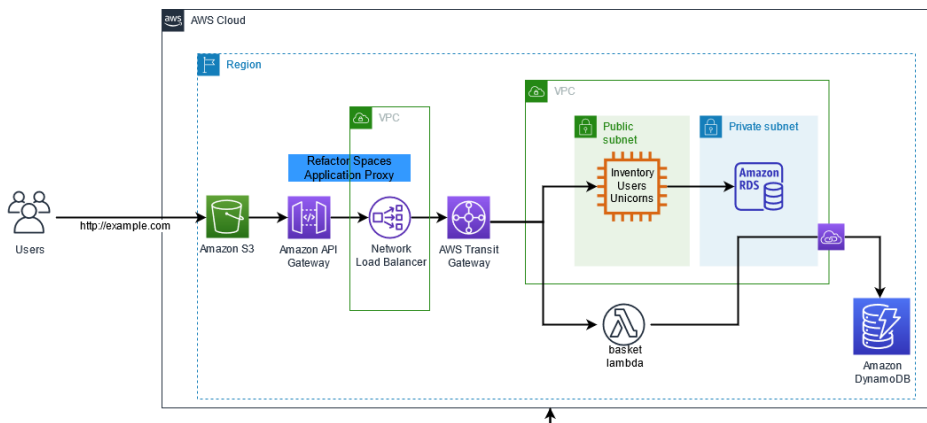 aws
AWS Cloud
Region
VPC
VPC
Public
subnet
Private subnet
Refactor Spaces
Application Proxy
Inventory
Users
Unicorns
Amazon
RDS
http://example.com
Users
Amazon S3
Amazon API
Gateway
Network
Load Balancer
AWS Transit
Gateway
basket
lambda
Amazon
DynamoDB